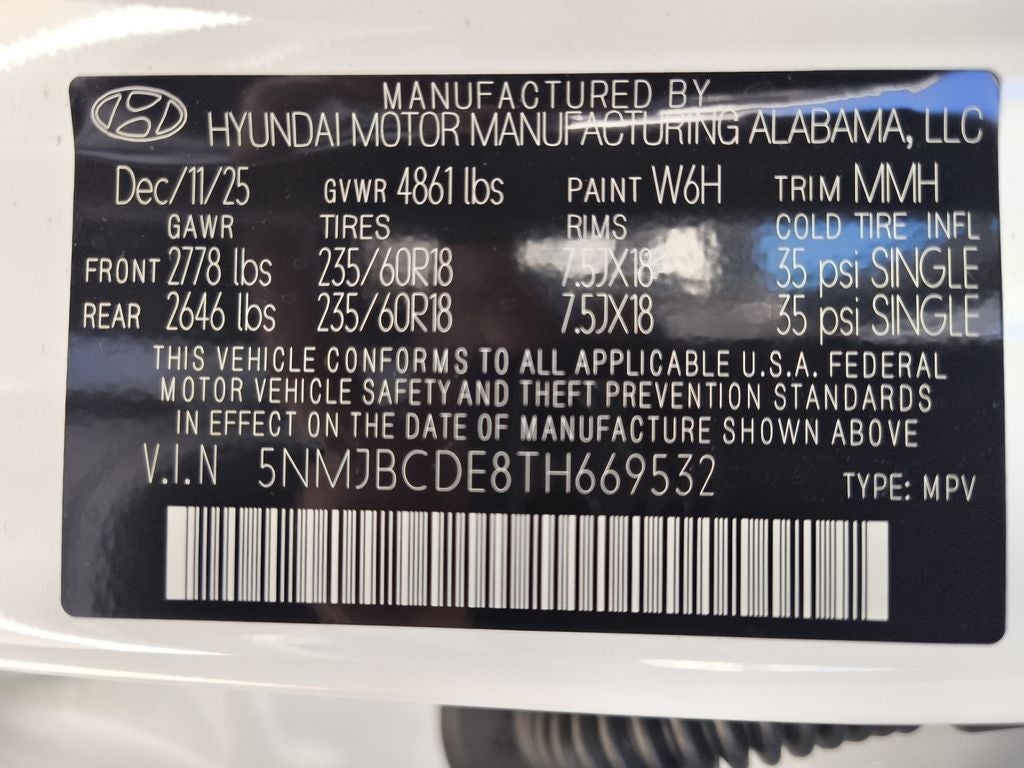 MANUFACTURED BY
HYUNDAI MOTOR MANUFACTURING ALABAMA, LLC
Dec/11/25 GVWR 4861 lbs PAINT W6H TRIM MMH
GAWR TIRES RIMS COLD TIRE INFL
FRONT 2778 lbs 235/60R18 7.5JX18 35 psi SINGLE
REAR 2646 lbs 235/60R18 7.5JX18 35 psi SINGLE
THIS VEHICLE CONFORMS TO ALL APPLICABLE U.S.A. FEDERAL
MOTOR VEHICLE SAFETY AND THEFT PREVENTION STANDARDS
IN EFFECT ON THE DATE OF MANUFACTURE SHOWN ABOVE
V.I.N 5NMJBCDE8TH669532 TYPE: MPV